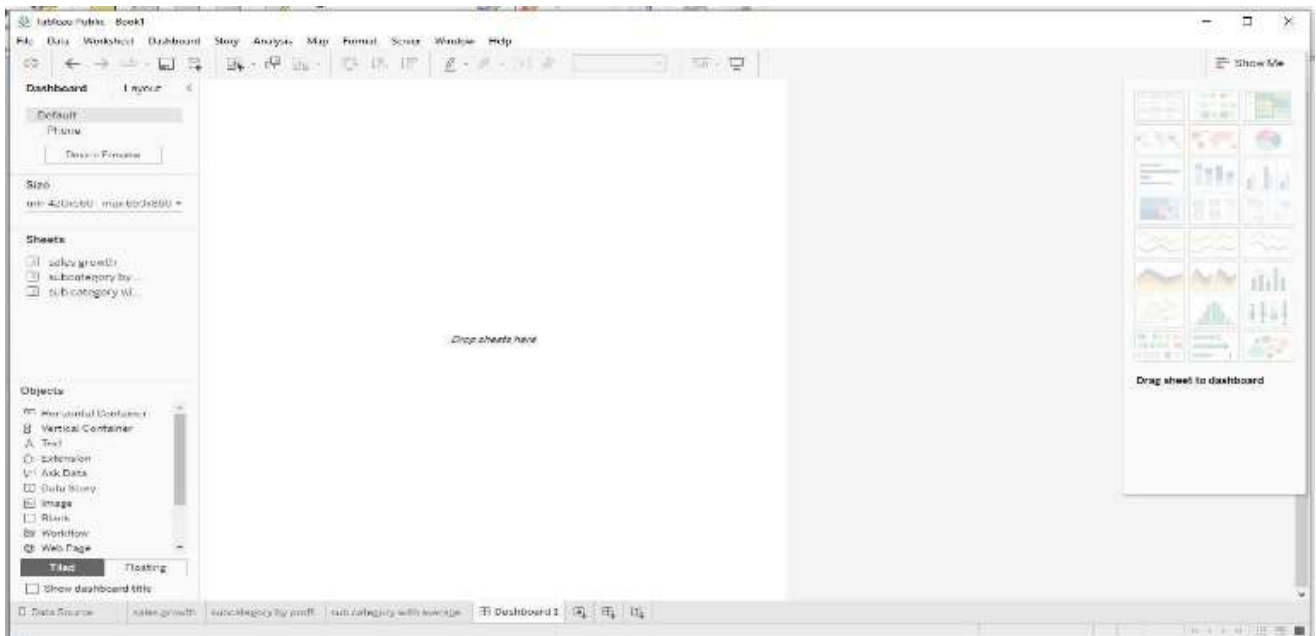 Tableau Public - Book1
File Data Worksheet Dashboard Story Analysis Map Format Server Window Help
Show Me
Dashboard Layout
Default
Phone
Device Preview
Size
Sheets
sales growth
subcategory by ...
sub category wi...
Drop sheets here
Drag sheet to dashboard
Objects
Horizontal Container
Vertical Container
Text
Extension
Ask Data
Data Story
Image
Blank
Workflow
Web Page
Tiled Floating
Show dashboard title
Data Source sales growth subcategory by profit sub category with average Dashboard 1